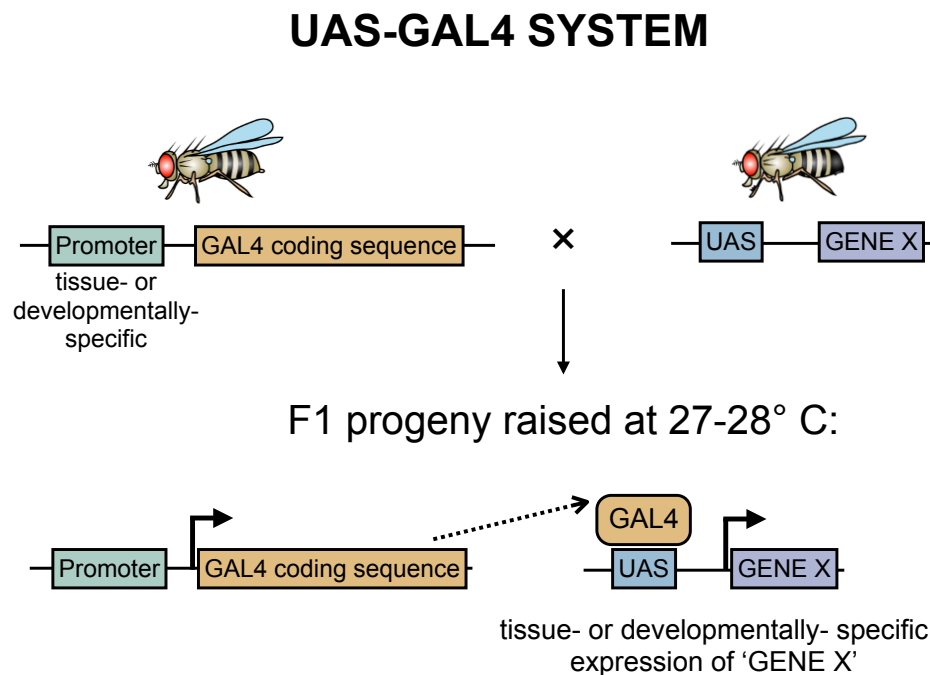 UAS-GAL4 SYSTEM
Promoter GAL4 coding sequence × UAS GENE X
tissue- or
developmentally-
specific
F1 progeny raised at 27-28° C:
GAL4
Promoter GAL4 coding sequence UAS GENE X
tissue- or developmentally- specific
expression of ‘GENE X’